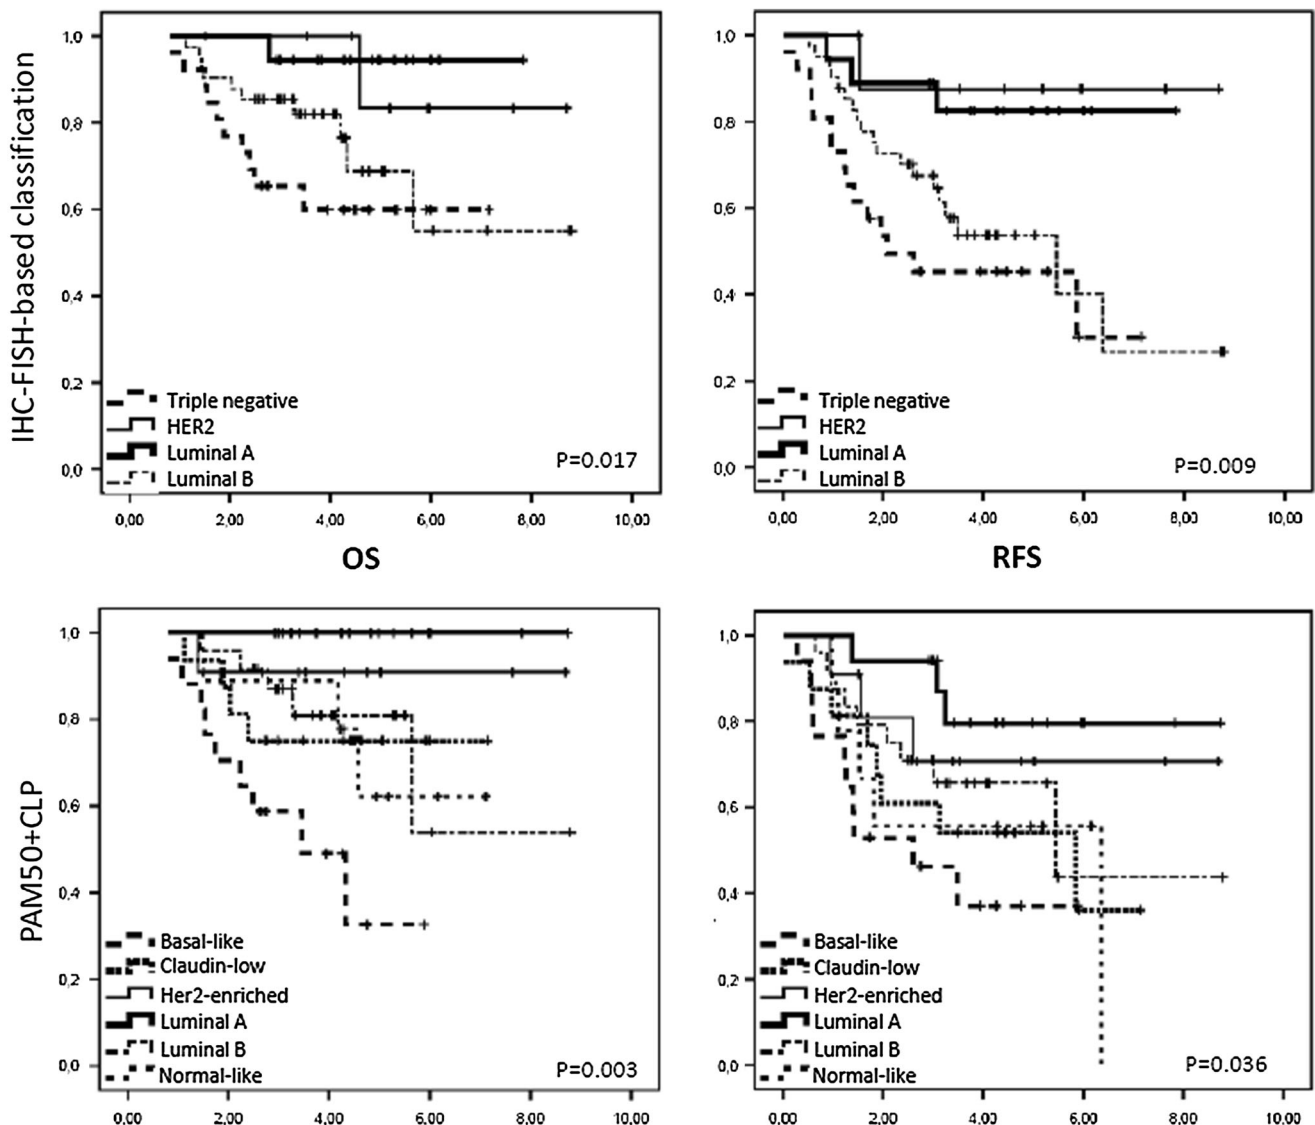 IHC-FISH-based classification
1,0
0,8
0,6
0,4
0,2
0,0
Triple negative
HER2
Luminal A
Luminal B
P=0.017
0,00 2,00 4,00 6,00 8,00 10,00
OS
1,0
0,8
0,6
0,4
0,2
0,0
Triple negative
HER2
Luminal A
Luminal B
P=0.009
0,00 2,00 4,00 6,00 8,00 10,00
RFS
PAM50+CLP
1,0
0,8
0,6
0,4
0,2
0,0
Basal-like
Claudin-low
Her2-enriched
Luminal A
Luminal B
Normal-like
P=0.003
0,00 2,00 4,00 6,00 8,00 10,00
1,0
0,8
0,6
0,4
0,2
0,0
Basal-like
Claudin-low
Her2-enriched
Luminal A
Luminal B
Normal-like
P=0.036
0,00 2,00 4,00 6,00 8,00 10,00